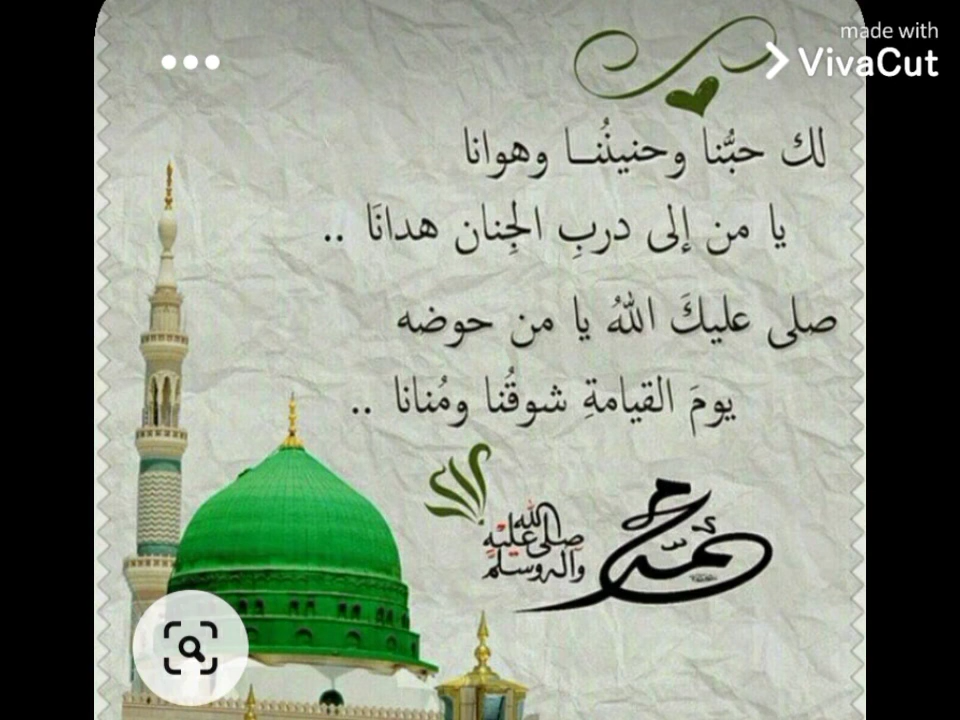 made with
VivaCut
لك حبُّنا وحنينُنـا وهوانا
يا من إلى دربِ الجِنان هدانَا ..
صلى عليكَ اللهُ يا من حوضه
يومَ القيامةِ شوقُنا ومُنانا ..
محمد
صلى الله عليه
واله وسلم